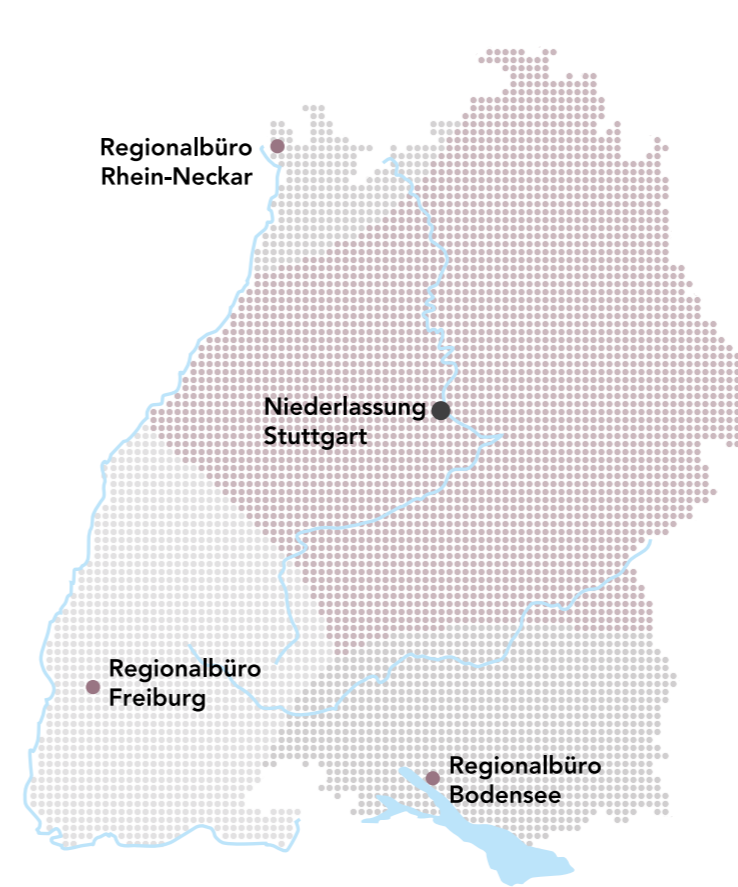 Regionalbüro
Rhein-Neckar
Niederlassung
Stuttgart
Regionalbüro
Freiburg
Regionalbüro
Bodensee